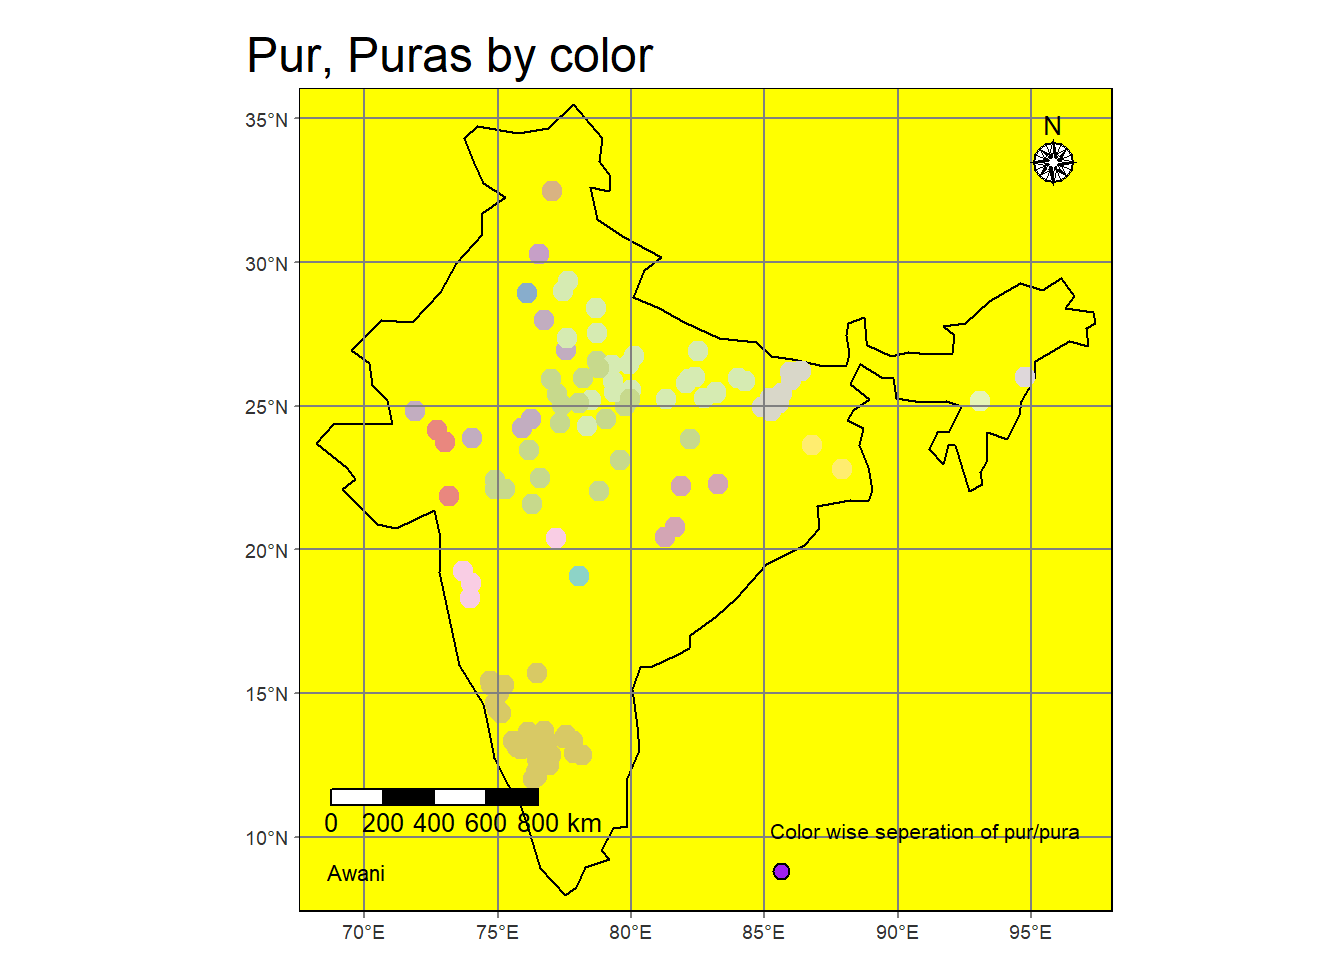 Pur, Puras by color
35°N
N
30°N
25°N
20°N
15°N
0 200 400 600 800 km
10°N
Color wise seperation of pur/pura
Awani
70°E 75°E 80°E 85°E 90°E 95°E